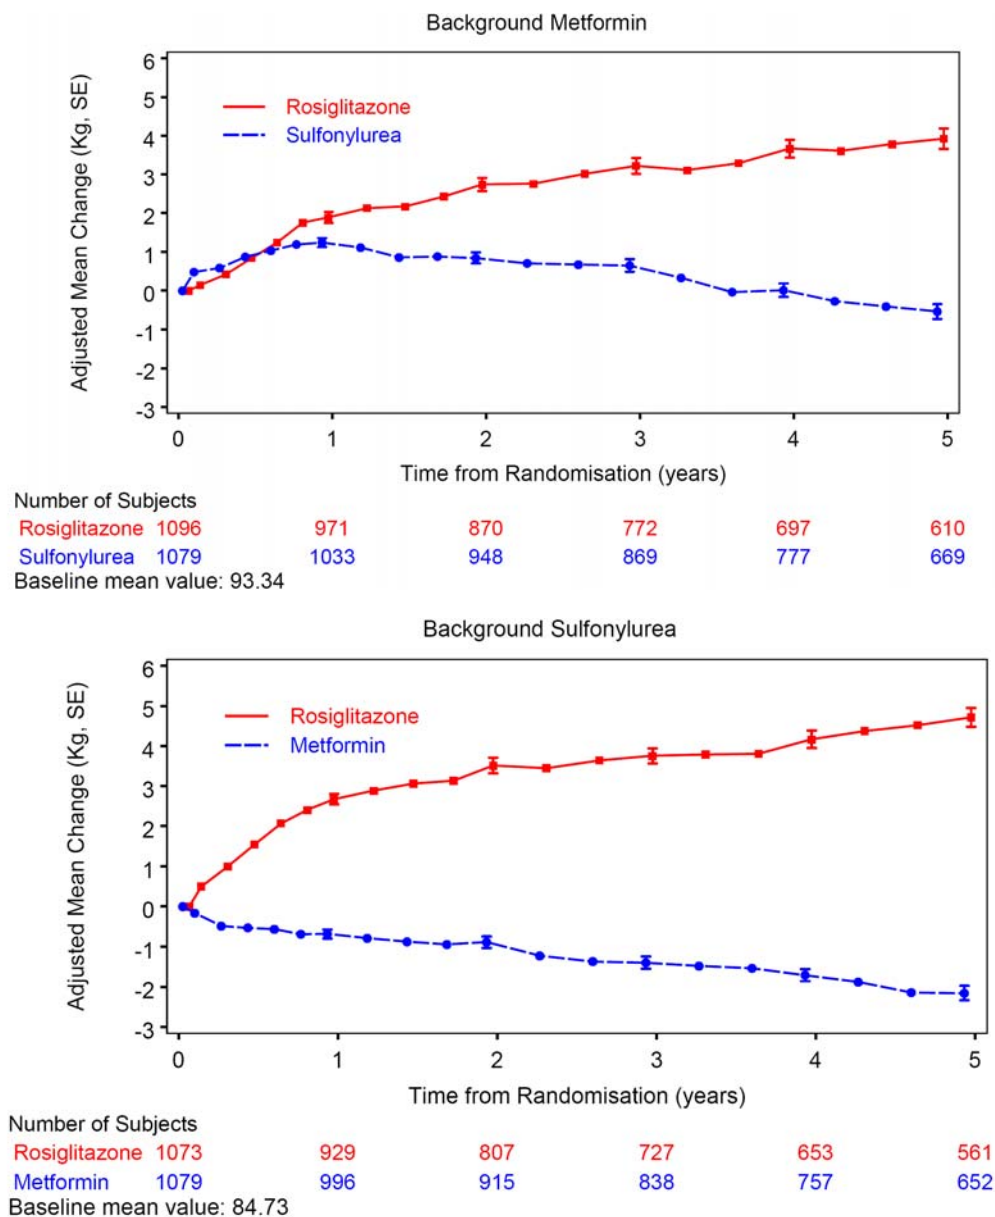 Background Metformin
Adjusted Mean Change (Kg, SE)
6
5
4
3
2
1
0
-1
-2
-3
Rosiglitazone
Sulfonylurea
0 1 2 3 4 5
Time from Randomisation (years)
Number of Subjects
Rosiglitazone 1096 971 870 772 697 610
Sulfonylurea 1079 1033 948 869 777 669
Baseline mean value: 93.34
Background Sulfonylurea
Adjusted Mean Change (Kg, SE)
6
5
4
3
2
1
0
-1
-2
-3
Rosiglitazone
Metformin
0 1 2 3 4 5
Time from Randomisation (years)
Number of Subjects
Rosiglitazone 1073 929 807 727 653 561
Metformin 1079 996 915 838 757 652
Baseline mean value: 84.73